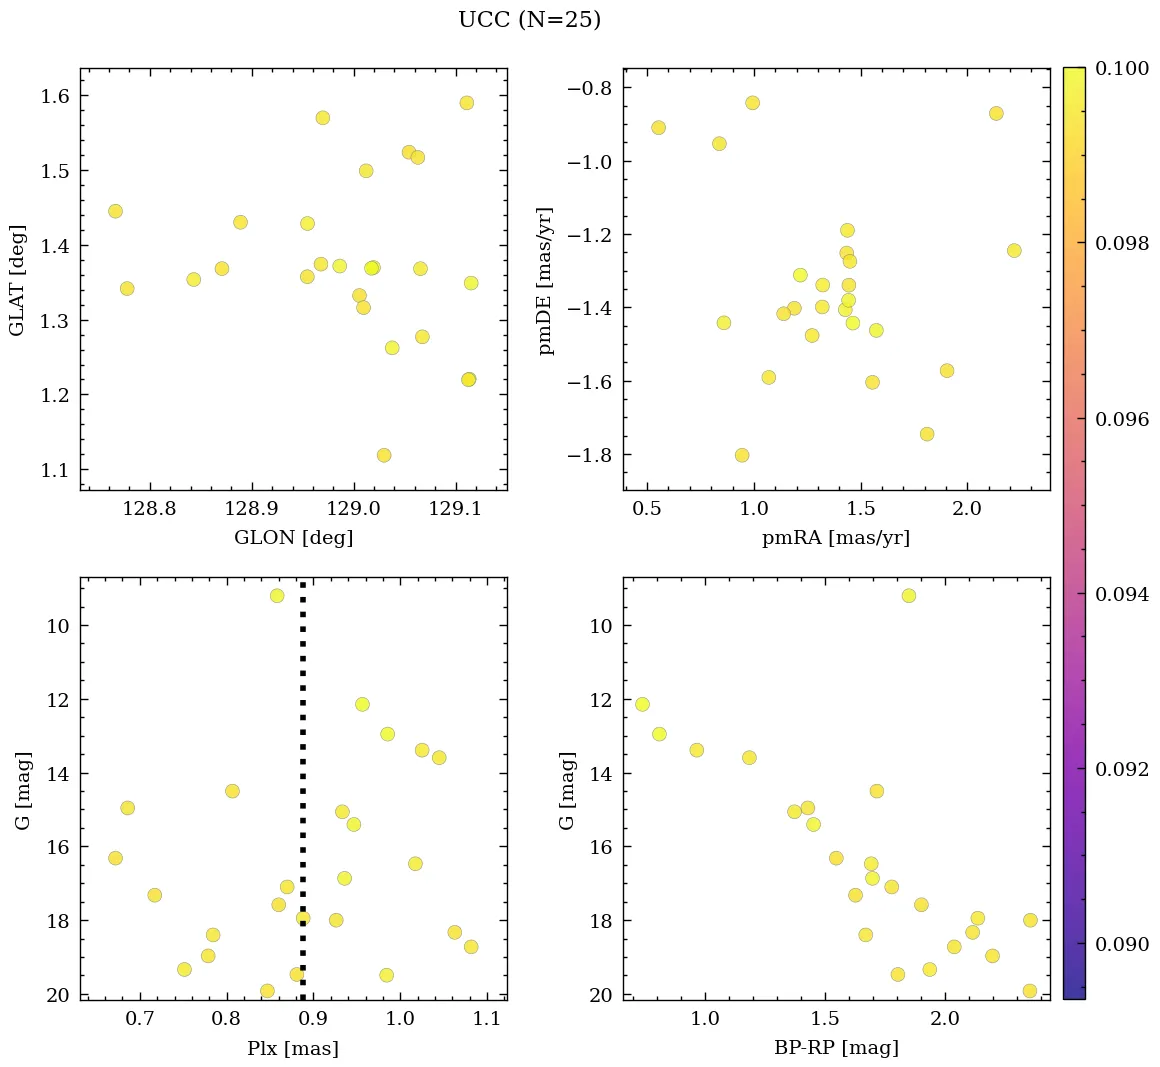 UCC (N=25)
1.6
1.5
1.4
1.3
1.2
1.1
GLAT [deg]
128.8 128.9 129.0 129.1
GLON [deg]
−0.8
−1.0
−1.2
−1.4
−1.6
−1.8
pmDE [mas/yr]
0.5 1.0 1.5 2.0
pmRA [mas/yr]
10
12
14
16
18
20
G [mag]
0.7 0.8 0.9 1.0 1.1
Plx [mas]
10
12
14
16
18
20
G [mag]
1.0 1.5 2.0
BP-RP [mag]
0.100
0.098
0.096
0.094
0.092
0.090